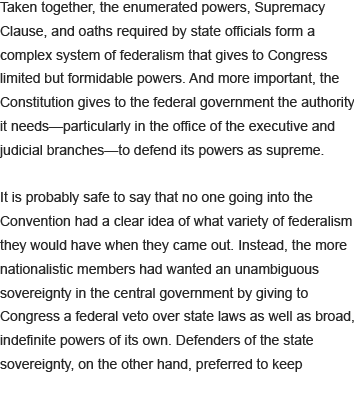 Taken together, the enumerated powers, Supremacy
Clause, and oaths required by state officials form a
complex system of federalism that gives to Congress
limited but formidable powers. And more important, the
Constitution gives to the federal government the authority
it needs—particularly in the office of the executive and
judicial branches—to defend its powers as supreme.

It is probably safe to say that no one going into the
Convention had a clear idea of what variety of federalism
they would have when they came out. Instead, the more
nationalistic members had wanted an unambiguous
sovereignty in the central government by giving to
Congress a federal veto over state laws as well as broad,
indefinite powers of its own. Defenders of the state
sovereignty, on the other hand, preferred to keep